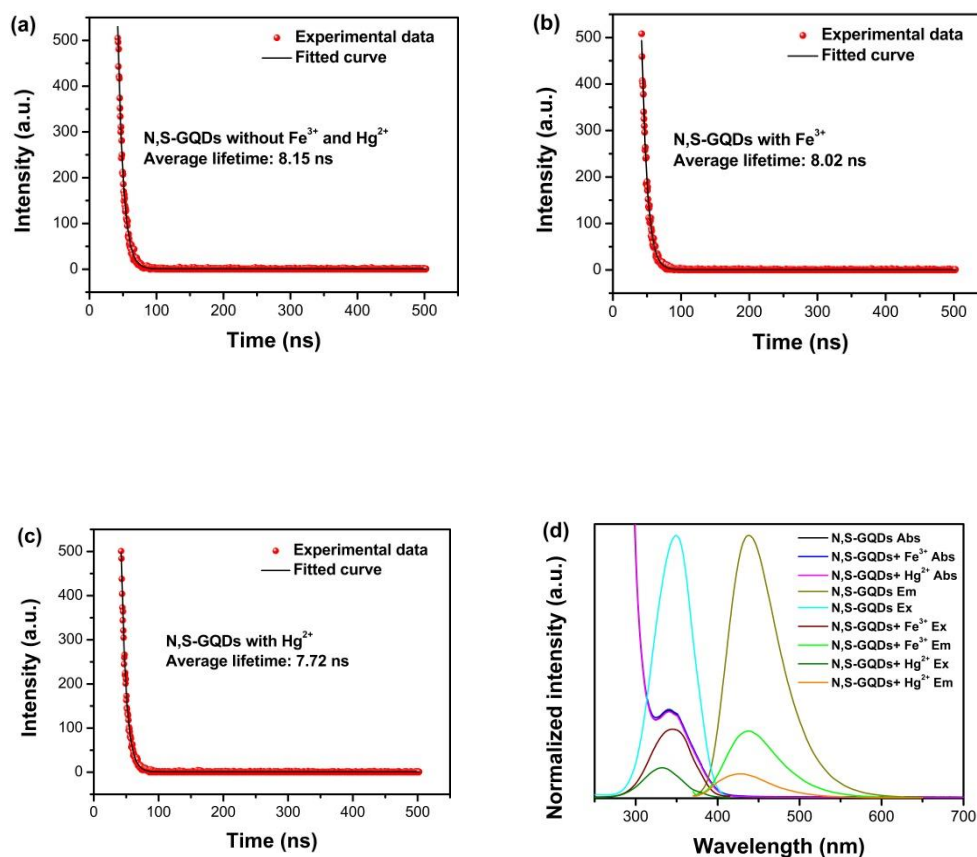 (a)
Experimental data
Fitted curve
N,S-GQDs without Fe³⁺ and Hg²⁺
Average lifetime: 8.15 ns
Intensity (a.u.)
500
400
300
200
100
0
0 100 200 300 400 500
Time (ns)
(b)
Experimental data
Fitted curve
N,S-GQDs with Fe³⁺
Average lifetime: 8.02 ns
Intensity (a.u.)
500
400
300
200
100
0
0 100 200 300 400 500
Time (ns)
(c)
Experimental data
Fitted curve
N,S-GQDs with Hg²⁺
Average lifetime: 7.72 ns
Intensity (a.u.)
500
400
300
200
100
0
0 100 200 300 400 500
Time (ns)
(d)
N,S-GQDs Abs
N,S-GQDs+ Fe³⁺ Abs
N,S-GQDs+ Hg²⁺ Abs
N,S-GQDs Em
N,S-GQDs Ex
N,S-GQDs+ Fe³⁺ Ex
N,S-GQDs+ Fe³⁺ Em
N,S-GQDs+ Hg²⁺ Ex
N,S-GQDs+ Hg²⁺ Em
Normalized intensity (a.u.)
300 400 500 600 700
Wavelength (nm)